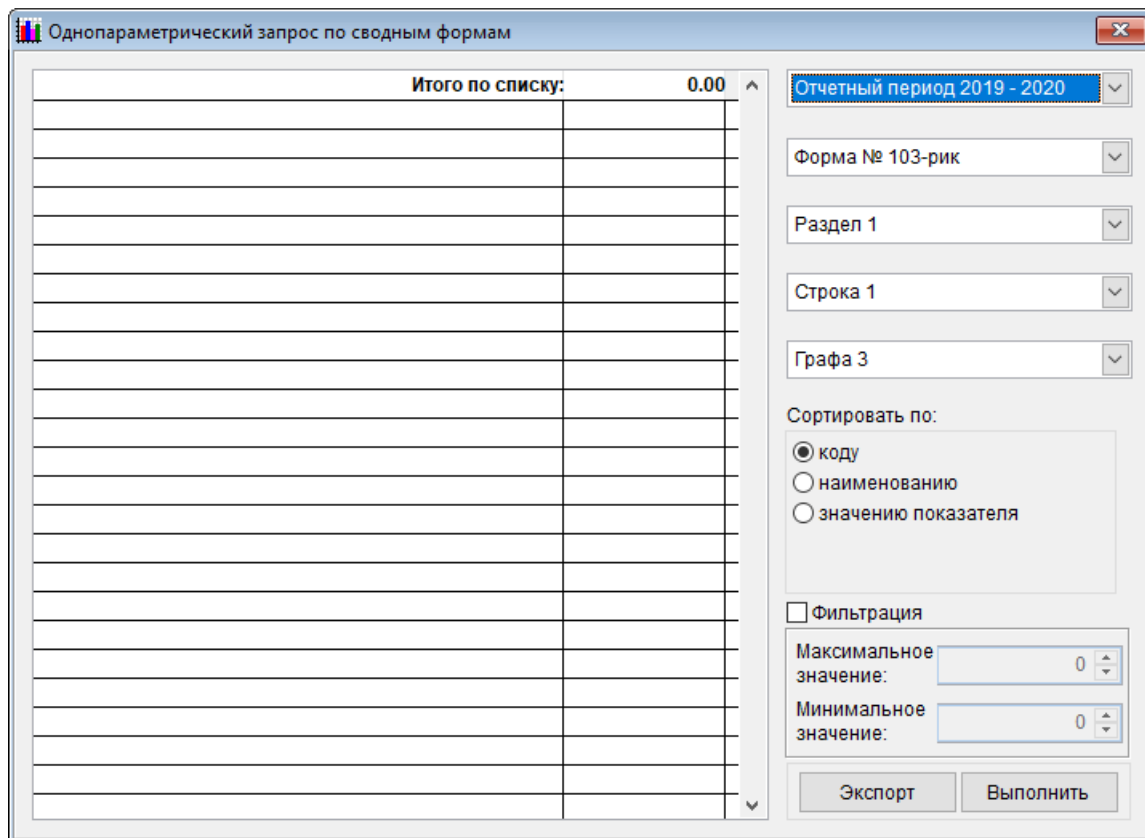 Однопараметрический запрос по сводным формам
Итого по списку: 0.00
Отчетный период 2019 - 2020
Форма № 103-рик
Раздел 1
Строка 1
Графа 3
Сортировать по:
коду
наименованию
значению показателя
Фильтрация
Максимальное
значение:
0
Минимальное
значение:
0
Экспорт Выполнить